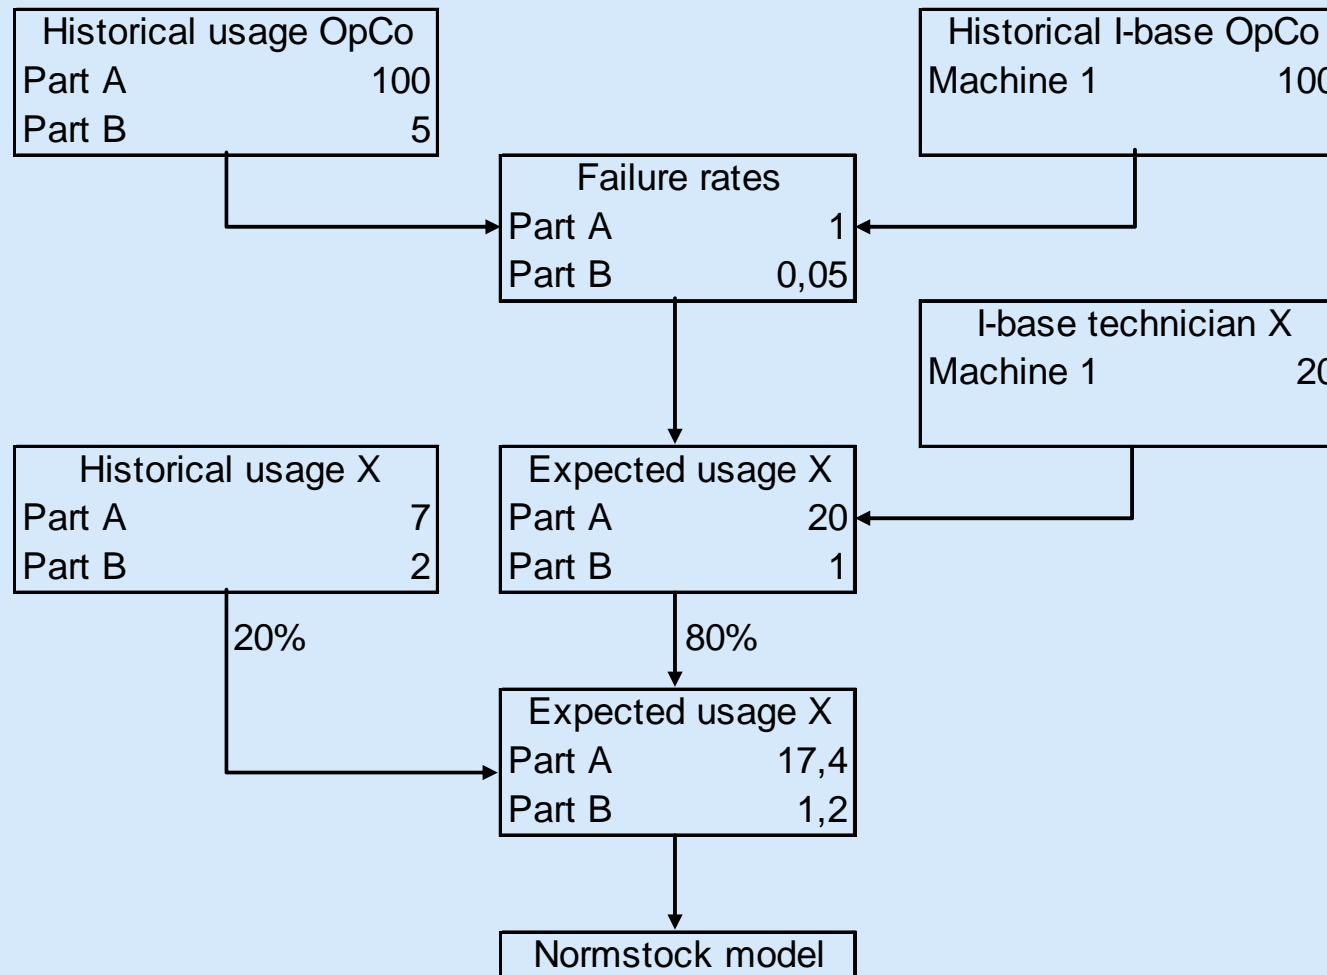 Historical usage OpCo
Part A 100
Part B 5
Historical I-base OpCo
Machine 1 100
Failure rates
Part A 1
Part B 0,05
I-base technician X
Machine 1 20
Historical usage X
Part A 7
Part B 2
Expected usage X
Part A 20
Part B 1
20%
80%
Expected usage X
Part A 17,4
Part B 1,2
Normstock model